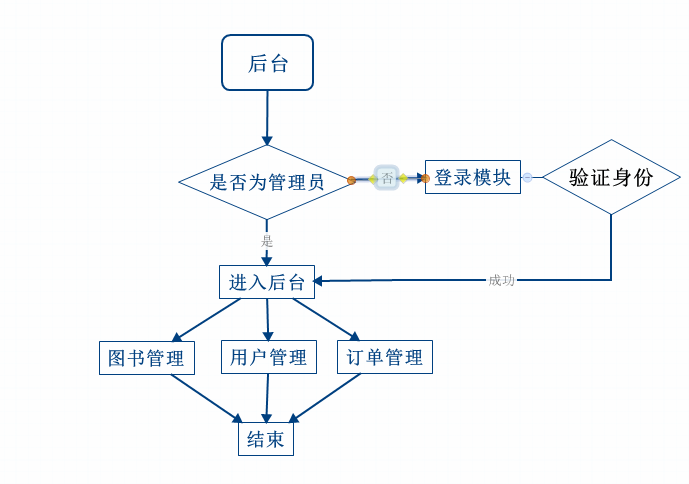 后台
是否为管理员
否
登录模块
验证身份
是
进入后台
成功
图书管理
用户管理
订单管理
结束